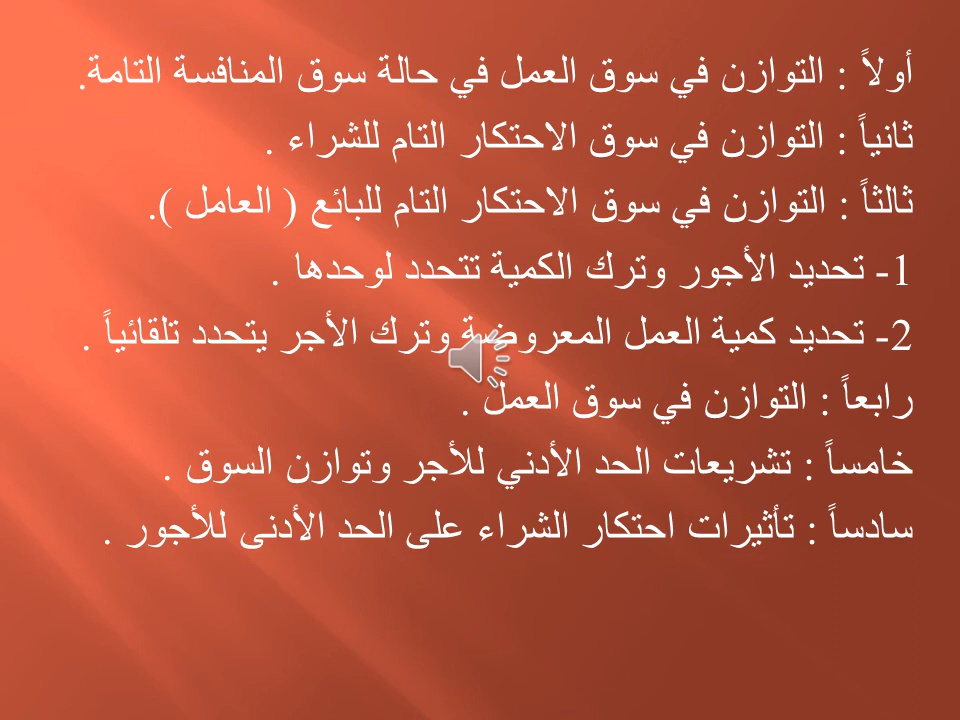 أولاً : التوازن في سوق العمل في حالة سوق المنافسة التامة.
ثانياً : التوازن في سوق الاحتكار التام للشراء .
ثالثاً : التوازن في سوق الاحتكار التام للبائع ( العامل ).
1- تحديد الأجور وترك الكمية تتحدد لوحدها .
2- تحديد كمية العمل المعروضة وترك الأجر يتحدد تلقائياً .
رابعاً : التوازن في سوق العمل .
خامساً : تشريعات الحد الأدني للأجر وتوازن السوق .
سادساً : تأثيرات احتكار الشراء على الحد الأدنى للأجور .